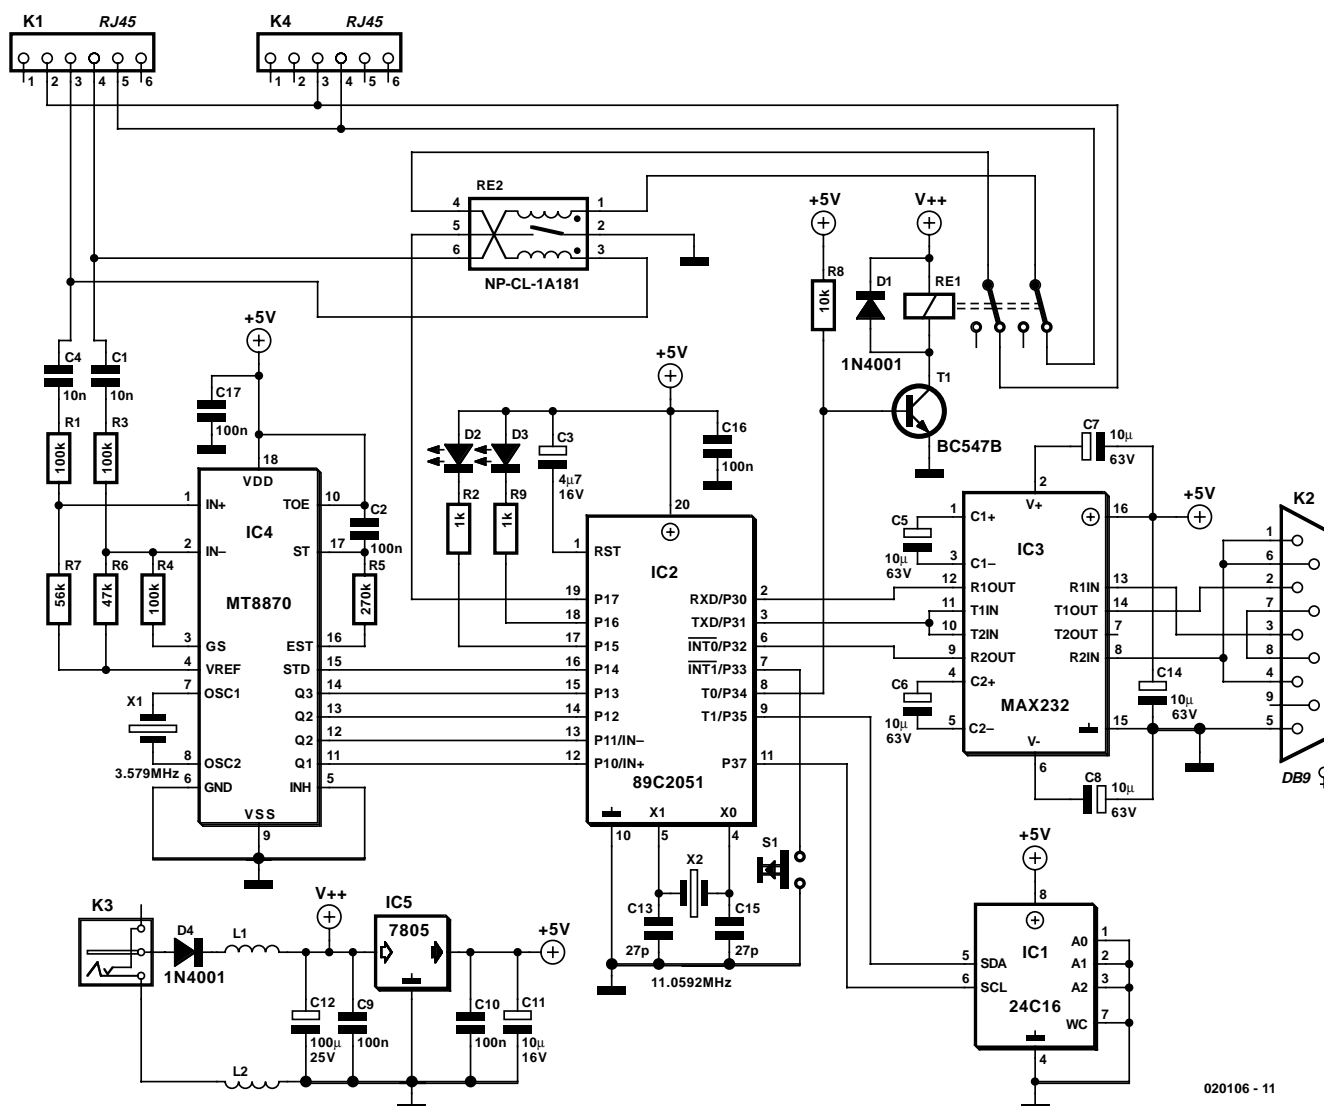 K1 RJ45
1 2 3 4 5 6
K4 RJ45
1 2 3 4 5 6
RE2
4 5 6
1 2 3
NP-CL-1A181
+5V
R8
10k
V++
D1
1N4001
RE1
T1
BC547B
+5V
C4
10n
C1
10n
C17
100n
R1
100k
R3
100k
R7
56k
R6
47k
R4
100k
C2
100n
R5
270k
IC4
MT8870
18
VDD
1 IN+
2 IN–
3 GS
4 VREF
7 OSC1
8 OSC2
6 GND
VSS
9
TOE 10
ST 17
EST 16
STD 15
Q3 14
Q2 13
Q2 12
Q1 11
INH 5
X1
3.579MHz
+5V
D2
D3
C3
4µ7
16V
C16
100n
R2
1k
R9
1k
20
IC2
89C2051
1 RST
19 P17
18 P16
17 P15
16 P14
15 P13
14 P12
13 P11/IN–
12 P10/IN+
RXD/P30 2
TXD/P31 3
INT0/P32 6
INT1/P33 7
T0/P34 8
T1/P35 9
P37 11
X1 X0
10 5 4
X2
C13
27p
C15
27p
11.0592MHz
S1
C7
10µ
63V
+5V
IC3
MAX232
2
V+
1 C1+
3 C1–
12 R1OUT
11 T1IN
10 T2IN
9 R2OUT
4 C2+
5 C2–
V-
6
16
R1IN 13
T1OUT 14
T2OUT 7
R2IN 8
15
C5
10µ
63V
C6
10µ
63V
C14
10µ
63V
C8
10µ
63V
K2
1
6
2
7
3
8
4
9
5
DB9 ♀
+5V
8
IC1
24C16
5 SDA
6 SCL
A0 1
A1 2
A2 3
WC 7
4
K3
D4
1N4001
L1
L2
V++
IC5
7805
+5V
C12
100µ
25V
C9
100n
C10
100n
C11
10µ
16V
020106 - 11